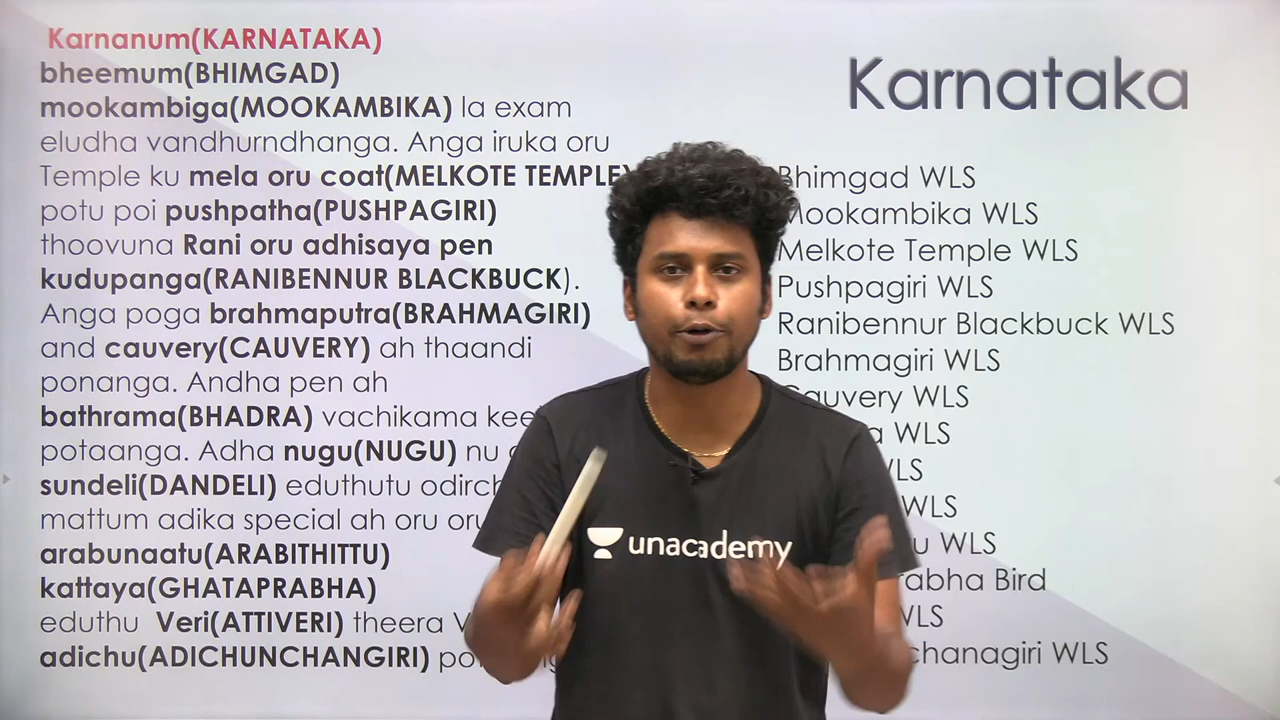 Karnanum(KARNATAKA)
bheemum(BHIMGAD)
mookambiga(MOOKAMBIKA) la exam
eludha vandhurndhanga. Anga iruka oru
Temple ku mela oru coat(MELKOTE TEMPLE)
potu poi pushpatha(PUSHPAGIRI)
thoovuna Rani oru adhisaya pen
kudupanga(RANIBENNUR BLACKBUCK).
Anga poga brahmaputra(BRAHMAGIRI)
and cauvery(CAUVERY) ah thaandi
ponanga. Andha pen ah
bathrama(BHADRA) vachikama
potaanga. Adha nugu(NUGU) nu
sundeli(DANDELI) eduthutu
mattum adika special ah oru
arabunaatu(ARABITHITTU)
kattaya(GHATAPRABHA)
eduthu Veri(ATTIVERI) theera
adichu(ADICHUNCHANGIRI)
Karnataka
Bhimgad WLS
Mookambika WLS
Melkote Temple WLS
Pushpagiri WLS
Ranibennur Blackbuck WLS
Brahmagiri WLS
Cauvery WLS
WLS
WLS
WLS
WLS
Bird
WLS
WLS
unacademy